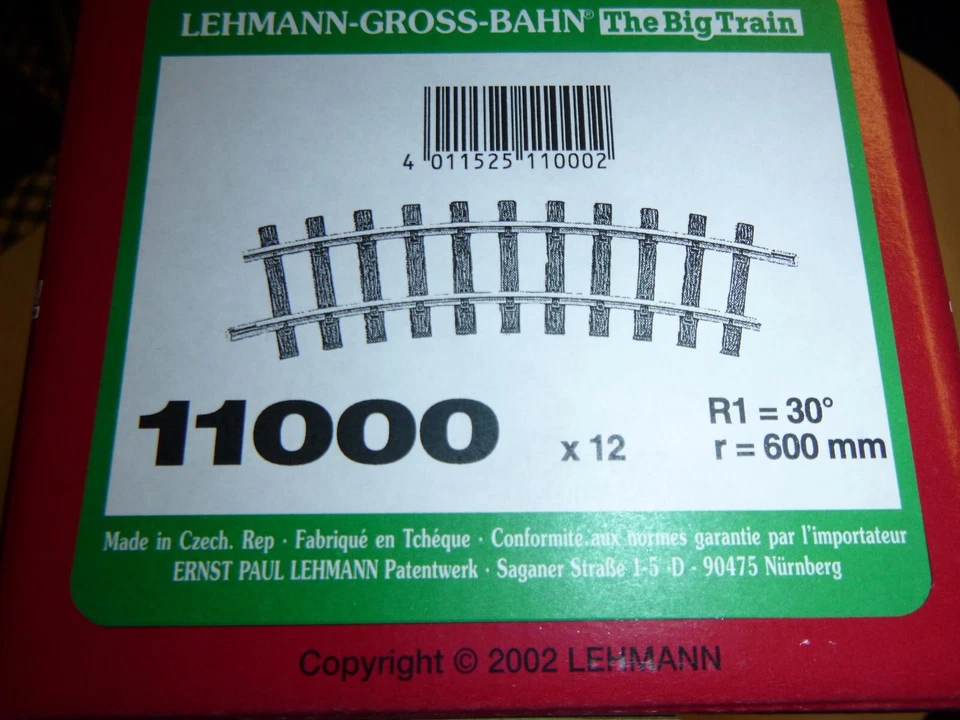 LEHMANN-GROSS-BAHN® The Big Train
4 011525 110002
11000 x 12
R1 = 30°
r = 600 mm
Made in Czech. Rep · Fabriqué en Tchéque · Conformité aux normes garantie par l'importateur
ERNST PAUL LEHMANN Patentwerk · Saganer Straße 1-5 · D - 90475 Nürnberg
Copyright © 2002 LEHMANN